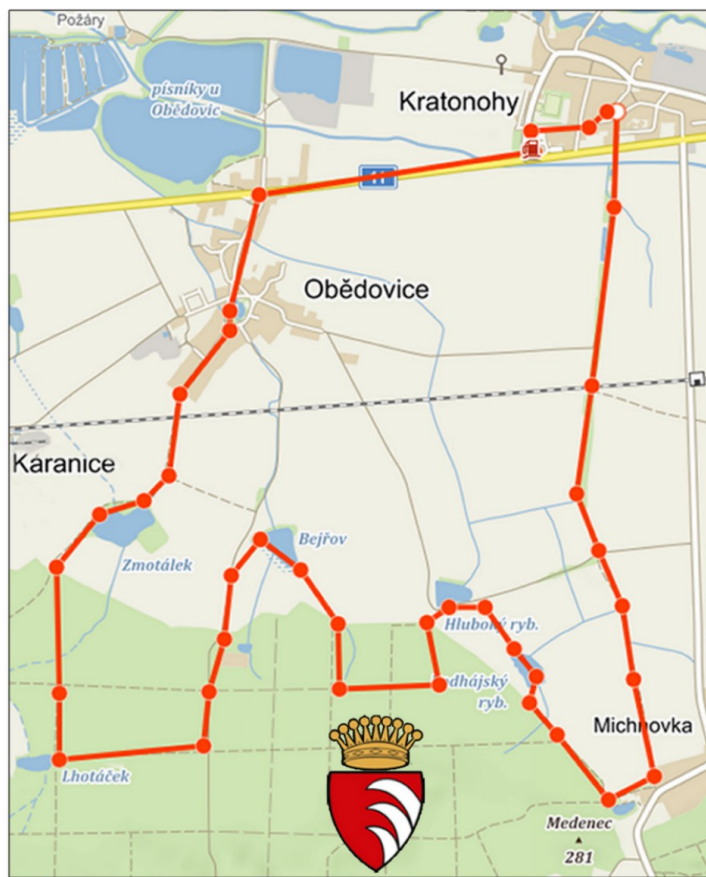 Požáry
písníky u
Obědovic
Kratonohy
11
Obědovice
Karanice
Zmotálek
Bejřov
Hluboký ryb.
dhájský
ryb.
Michnovka
Lhotáček
Medenec
281